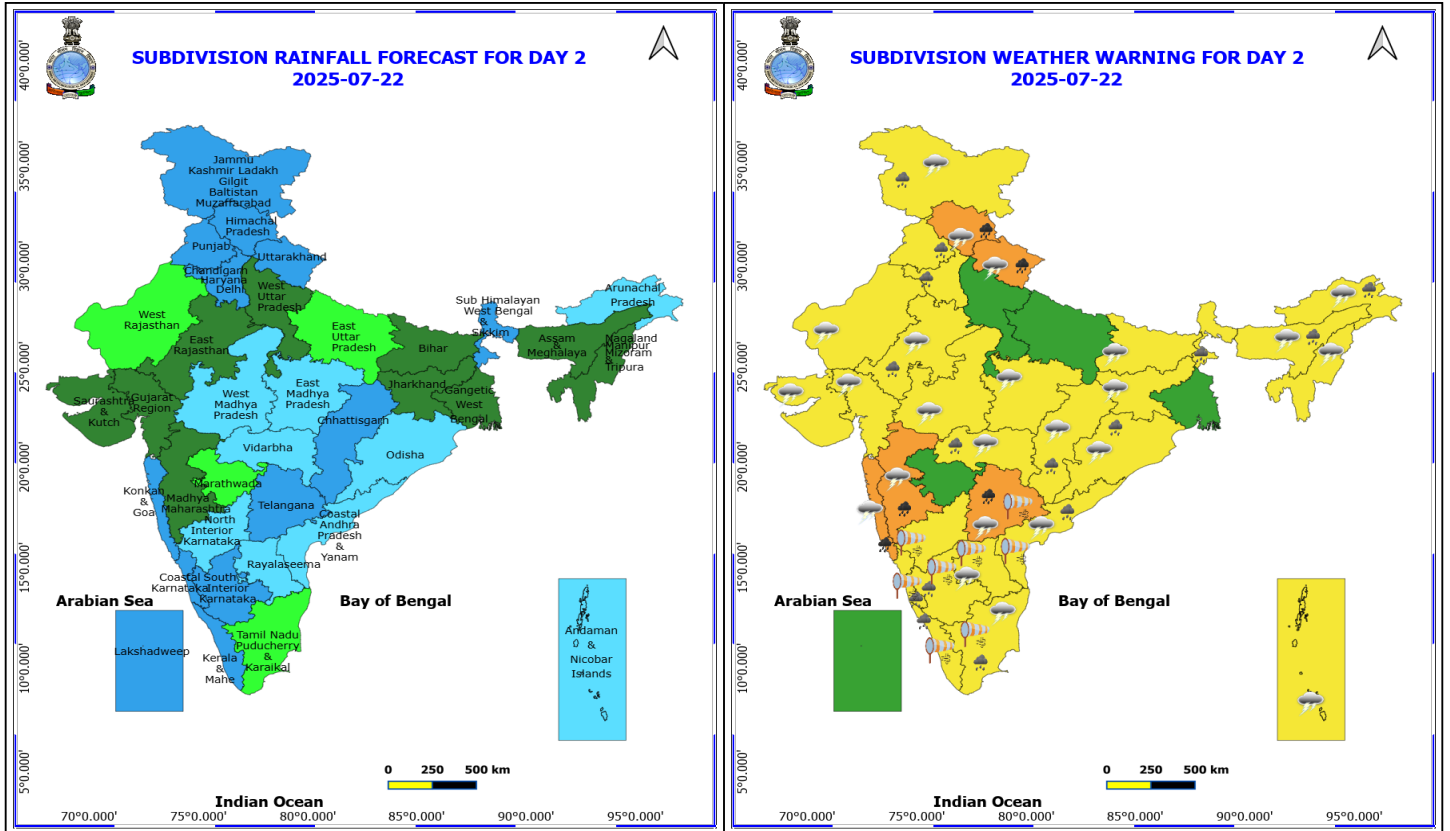 SUBDIVISION RAINFALL FORECAST FOR DAY 2
2025-07-22
40°0.000'
35°0.000'
30°0.000'
25°0.000'
20°0.000'
15°0.000'
10°0.000'
5°0.000'
Jammu
Kashmir Ladakh
Gilgit
Baltistan
Muzaffarabad
Himachal
Pradesh
Punjab
Uttarakhand
Chandigarh
Haryana
Delhi
West
Uttar
Pradesh
West
Rajasthan
East
Rajasthan
East
Uttar
Pradesh
Sub Himalayan
West Bengal
&
Sikkim
Arunachal
Pradesh
Assam
&
Meghalaya
Nagaland
Manipur
Mizoram
&
Tripura
Bihar
Jharkhand
Gangetic
West
Bengal
Saurashtra
&
Kutch
Gujarat
Region
West
Madhya
Pradesh
East
Madhya
Pradesh
Chhattisgarh
Vidarbha
Odisha
Konkan
&
Goa
Madhya
Maharashtra
Marathwada
Telangana
North
Interior
Karnataka
Coastal
Andhra
Pradesh
&
Yanam
Rayalaseema
Coastal
Karnataka
South
Interior
Karnataka
Arabian Sea
Bay of Bengal
Lakshadweep
Tamil Nadu
Puducherry
&
Karaikal
Kerala
&
Mahe
Andaman
&
Nicobar
Islands
0 250 500 km
Indian Ocean
70°0.000' 75°0.000' 80°0.000' 85°0.000' 90°0.000' 95°0.000'
SUBDIVISION WEATHER WARNING FOR DAY 2
2025-07-22
40°0.000'
35°0.000'
30°0.000'
25°0.000'
20°0.000'
15°0.000'
10°0.000'
5°0.000'
Arabian Sea
Bay of Bengal
0 250 500 km
Indian Ocean
70°0.000' 75°0.000' 80°0.000' 85°0.000' 90°0.000' 95°0.000'